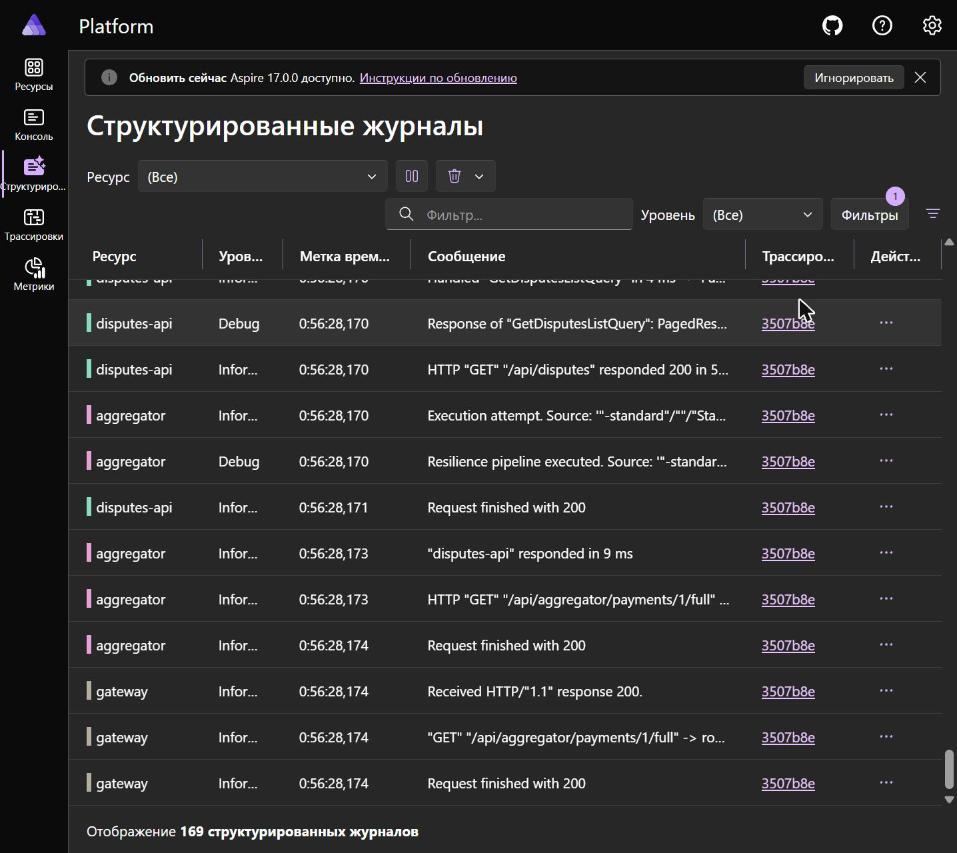 Platform
Ресурсы
Консоль
Структуриро...
Трассировки
Метрики
Обновить сейчас Aspire 17.0.0 доступно. Инструкции по обновлению
Игнорировать
Структурированные журналы
Ресурс (Все)
Фильтр... Уровень (Все) Фильтры 1
Ресурс Уров... Метка врем... Сообщение Трассиро... Дейст...
disputes-api Debug 0:56:28,170 Response of "GetDisputesListQuery": PagedRes... 3507b8e ...
disputes-api Infor... 0:56:28,170 HTTP "GET" "/api/disputes" responded 200 in 5... 3507b8e ...
aggregator Infor... 0:56:28,170 Execution attempt. Source: '"-standard"/""/"Sta... 3507b8e ...
aggregator Debug 0:56:28,170 Resilience pipeline executed. Source: '"-standar... 3507b8e ...
disputes-api Infor... 0:56:28,171 Request finished with 200 3507b8e ...
aggregator Infor... 0:56:28,173 "disputes-api" responded in 9 ms 3507b8e ...
aggregator Infor... 0:56:28,173 HTTP "GET" "/api/aggregator/payments/1/full" ... 3507b8e ...
aggregator Infor... 0:56:28,174 Request finished with 200 3507b8e ...
gateway Infor... 0:56:28,174 Received HTTP/"1.1" response 200. 3507b8e ...
gateway Infor... 0:56:28,174 "GET" "/api/aggregator/payments/1/full" -> ro... 3507b8e ...
gateway Infor... 0:56:28,174 Request finished with 200 3507b8e ...
Отображение 169 структурированных журналов